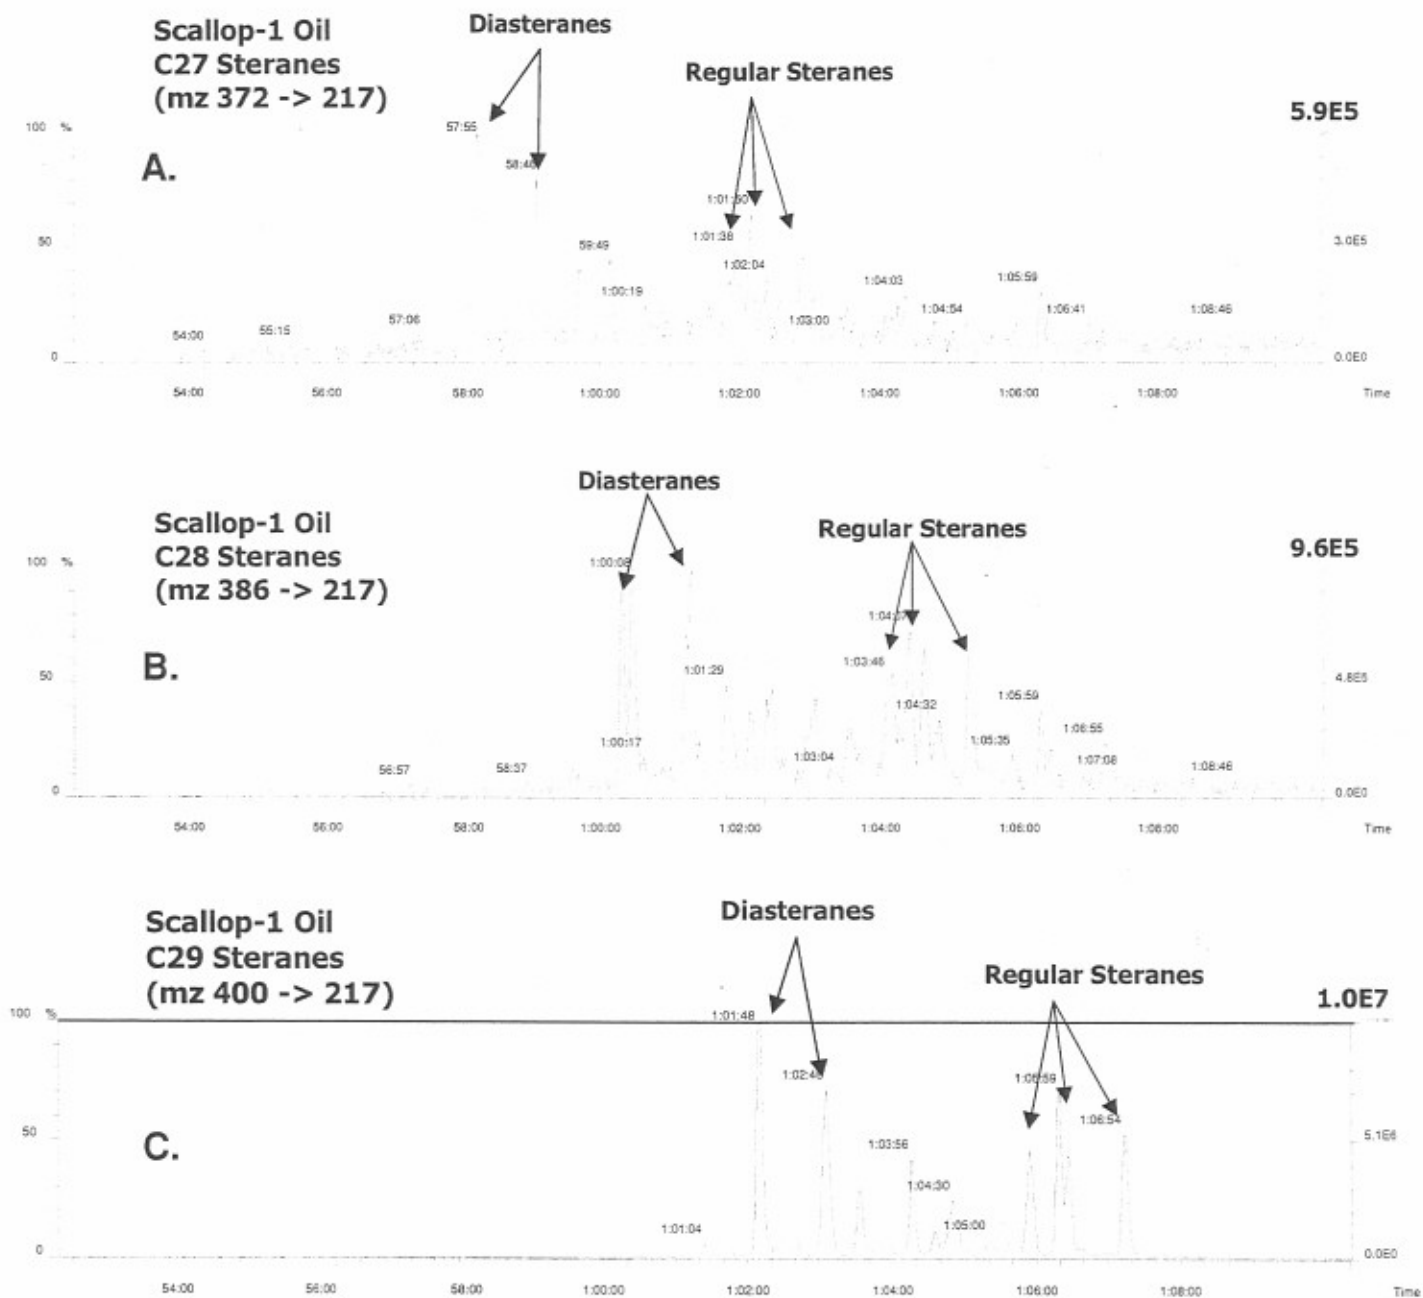 Scallop-1 Oil
C27 Steranes
(mz 372 -> 217)
Diasteranes
Regular Steranes
5.9E5
100 %
A.
57:55
58:46
59:49
1:00:19
1:01:38
1:01:50
1:02:04
1:03:00
1:04:03
1:04:54
1:05:59
1:06:41
1:08:46
54:00
55:15
57:06
50
0
3.0E5
0.0E0
54:00 56:00 58:00 1:00:00 1:02:00 1:04:00 1:06:00 1:08:00 Time
Scallop-1 Oil
C28 Steranes
(mz 386 -> 217)
Diasteranes
Regular Steranes
9.6E5
100 %
B.
1:00:08
1:00:17
1:01:29
1:03:04
1:03:46
1:04:32
1:05:35
1:05:59
1:06:55
1:07:08
1:08:46
56:57
58:37
50
0
4.8E5
0.0E0
54:00 56:00 58:00 1:00:00 1:02:00 1:04:00 1:06:00 1:08:00 Time
Scallop-1 Oil
C29 Steranes
(mz 400 -> 217)
Diasteranes
Regular Steranes
1.0E7
100 %
C.
1:01:48
1:01:04
1:03:56
1:04:30
1:05:00
1:05:59
1:06:54
50
0
5.1E6
0.0E0
54:00 56:00 58:00 1:00:00 1:02:00 1:04:00 1:06:00 1:08:00 Time